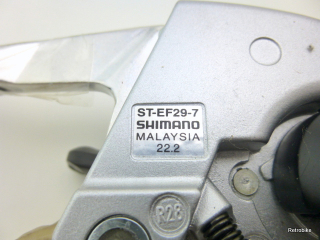 ST-EF29-7
SHIMANO
MALAYSIA
22.2
R28
Retrobike